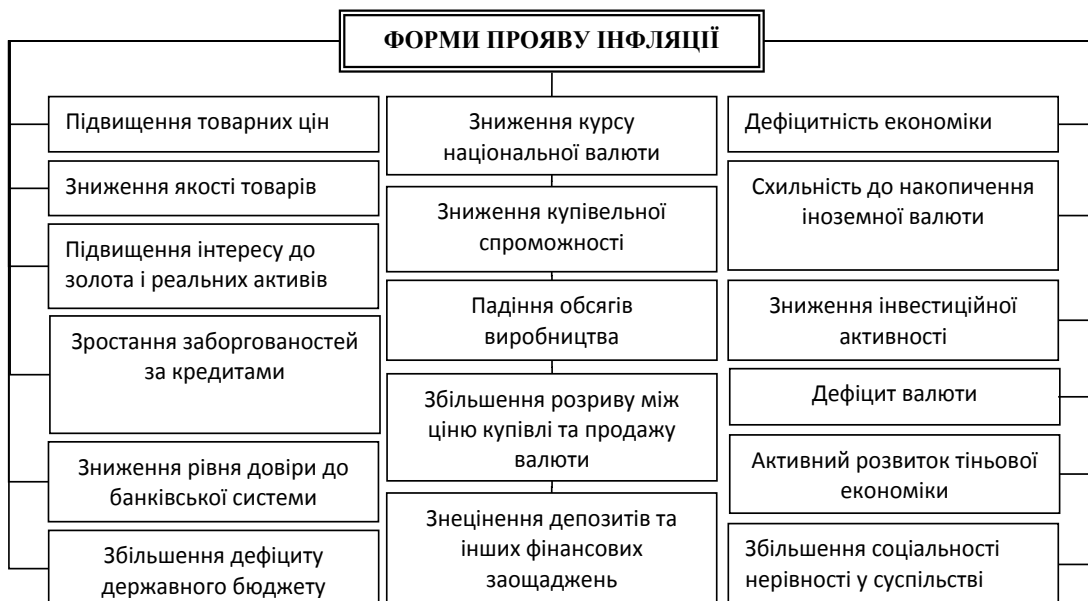 ФОРМИ ПРОЯВУ ІНФЛЯЦІЇ
Підвищення товарних цін
Зниження якості товарів
Підвищення інтересу до
золота і реальних активів
Зростання заборгованостей
за кредитами
Зниження рівня довіри до
банківської системи
Збільшення дефіциту
державного бюджету
Зниження курсу
національної валюти
Зниження купівельної
спроможності
Падіння обсягів
виробництва
Збільшення розриву між
ціню купівлі та продажу
валюти
Знецінення депозитів та
інших фінансових
заощаджень
Дефіцитність економіки
Схильність до накопичення
іноземної валюти
Зниження інвестиційної
активності
Дефіцит валюти
Активний розвиток тіньової
економіки
Збільшення соціальності
нерівності у суспільстві